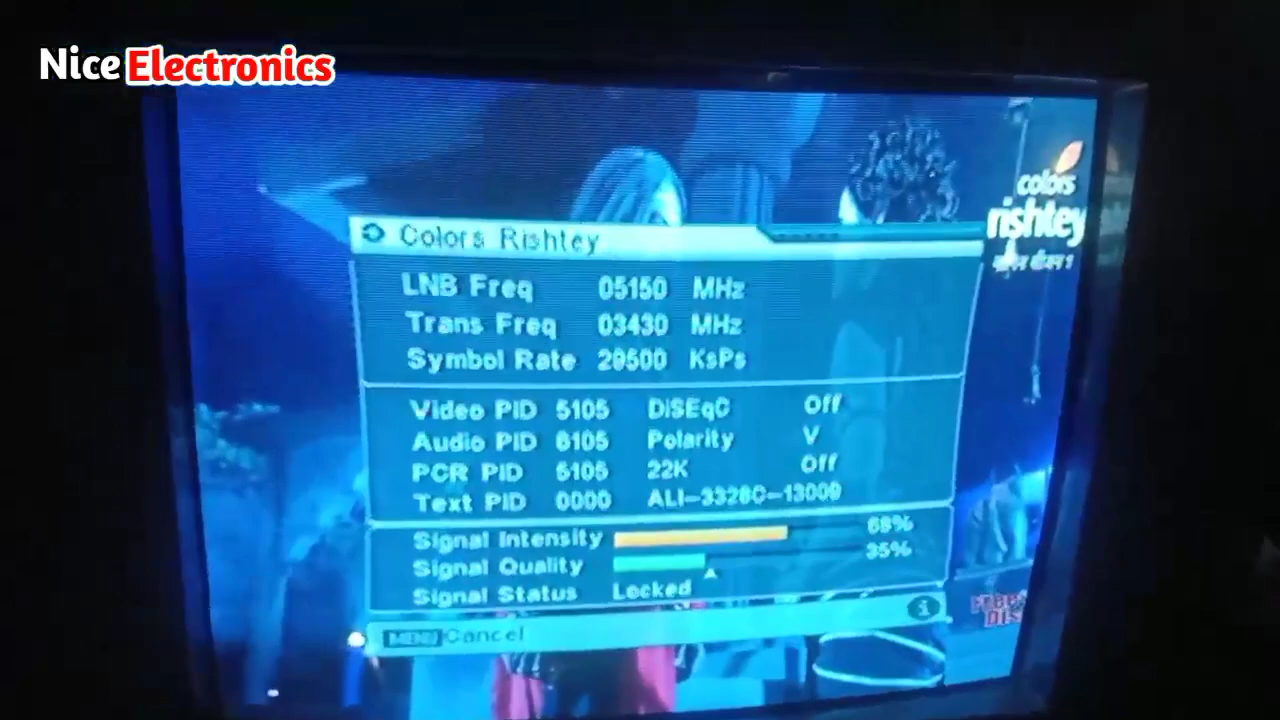 Nice Electronics
colors
rishtey
Colors Rishtey
LNB Freq 05150 MHz
Trans Freq 03430 MHz
Symbol Rate 29500 KsPs
Video PID 5105 DiSEqC Off
Audio PID 6105 Polarity V
PCR PID 5105 22K Off
Text PID 0000 ALI-3328C-13009
Signal Intensity 68%
Signal Quality 35%
Signal Status Locked
MENU Cancel